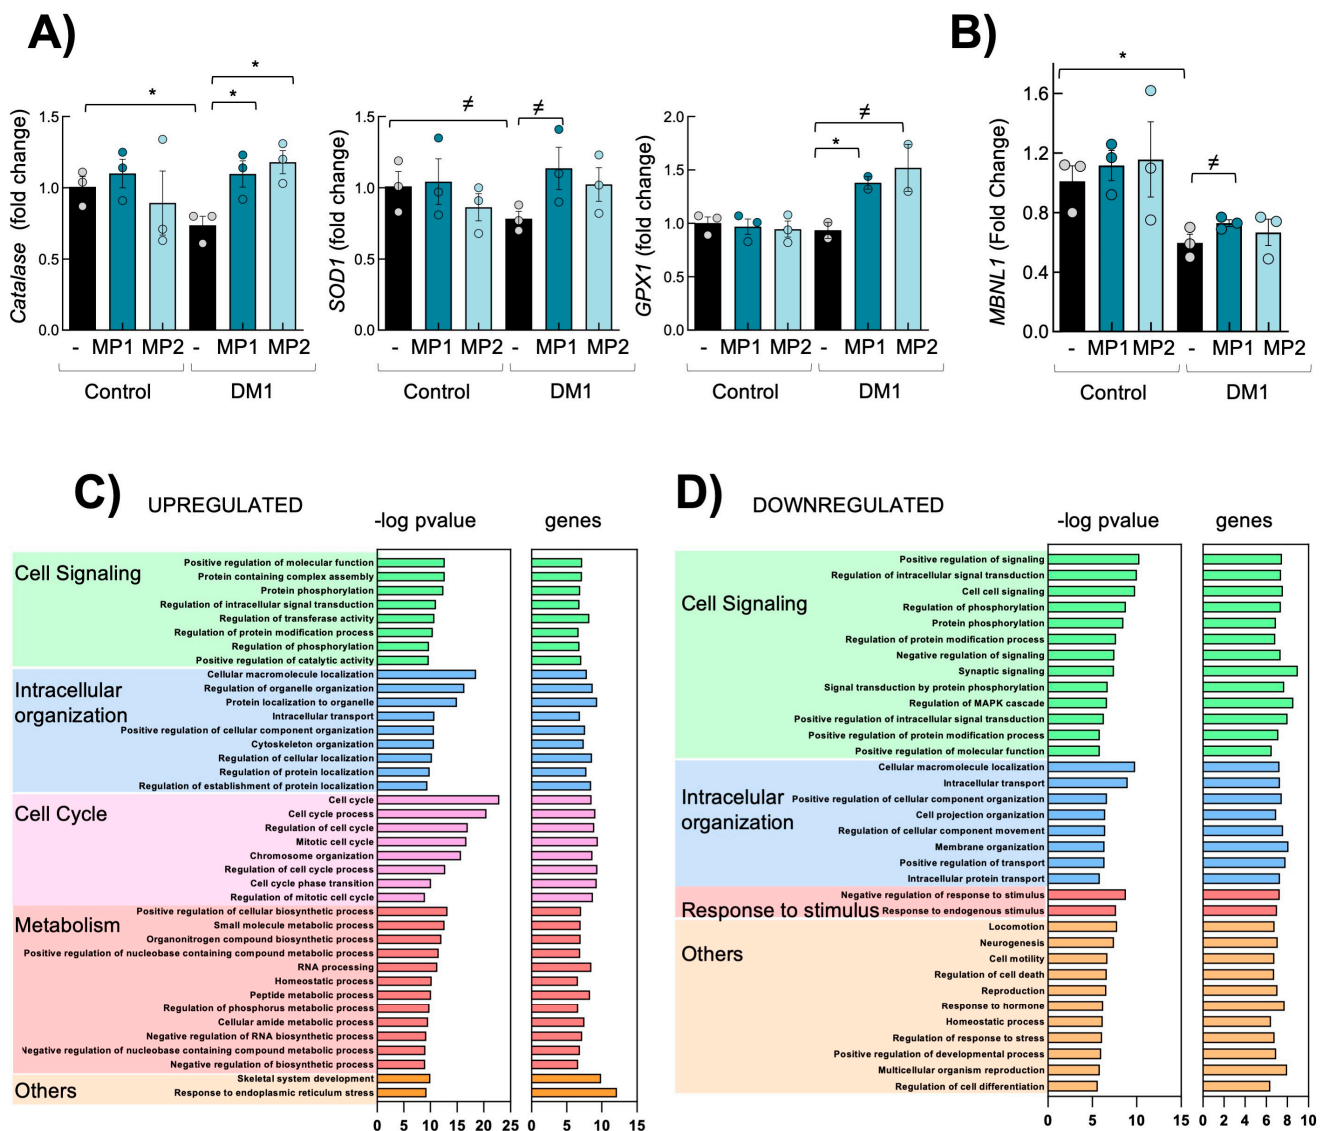 A)
B)
Catalase (fold change)
1.5
1.0
0.5
0.0
*
*
*
- MP1 MP2 - MP1 MP2
Control DM1
SOD1 (fold change)
1.5
1.0
0.5
0.0
≠
≠
- MP1 MP2 - MP1 MP2
Control DM1
GPX1 (fold change)
2.0
1.5
1.0
0.5
0.0
≠
*
- MP1 MP2 - MP1 MP2
Control DM1
MBNL1 (Fold Change)
1.6
1.2
0.8
0.4
0.0
*
≠
- MP1 MP2 - MP1 MP2
Control DM1
C)
UPREGULATED
-log pvalue genes
Cell Signaling
Positive regulation of molecular function
Protein containing complex assembly
Protein phosphorylation
Regulation of intracellular signal transduction
Regulation of transferase activity
Regulation of protein modification process
Regulation of phosphorylation
Positive regulation of catalytic activity
Intracellular
organization
Cellular macromolecule localization
Regulation of organelle organization
Protein localization to organelle
Intracellular transport
Positive regulation of cellular component organization
Cytoskeleton organization
Regulation of cellular localization
Regulation of protein localization
Regulation of establishment of protein localization
Cell Cycle
Cell cycle
Cell cycle process
Regulation of cell cycle
Mitotic cell cycle
Chromosome organization
Regulation of cell cycle process
Cell cycle phase transition
Regulation of mitotic cell cycle
Metabolism
Positive regulation of cellular biosynthetic process
Small molecule metabolic process
Organonitrogen compound biosynthetic process
Positive regulation of nucleobase containing compound metabolic process
RNA processing
Homeostatic process
Peptide metabolic process
Regulation of phosphorus metabolic process
Cellular amide metabolic process
Negative regulation of RNA biosynthetic process
Negative regulation of nucleobase containing compound metabolic process
Negative regulation of biosynthetic process
Others
Skeletal system development
Response to endoplasmic reticulum stress
0 5 10 15 20 25
0 5 10 15
D)
DOWNREGULATED
-log pvalue genes
Cell Signaling
Positive regulation of signaling
Regulation of intracellular signal transduction
Cell cell signaling
Regulation of phosphorylation
Protein phosphorylation
Regulation of protein modification process
Negative regulation of signaling
Synaptic signaling
Signal transduction by protein phosphorylation
Regulation of MAPK cascade
Positive regulation of intracellular signal transduction
Positive regulation of protein modification process
Positive regulation of molecular function
Intracelular
organization
Cellular macromolecule localization
Intracellular transport
Positive regulation of cellular component organization
Cell projection organization
Regulation of cellular component movement
Membrane organization
Positive regulation of transport
Intracellular protein transport
Response to stimulus
Negative regulation of response to stimulus
Response to endogenous stimulus
Others
Locomotion
Neurogenesis
Cell motility
Regulation of cell death
Reproduction
Response to hormone
Homeostatic process
Regulation of response to stress
Positive regulation of developmental process
Multicellular organism reproduction
Regulation of cell differentiation
0 5 10 15
0 2 4 6 8 10